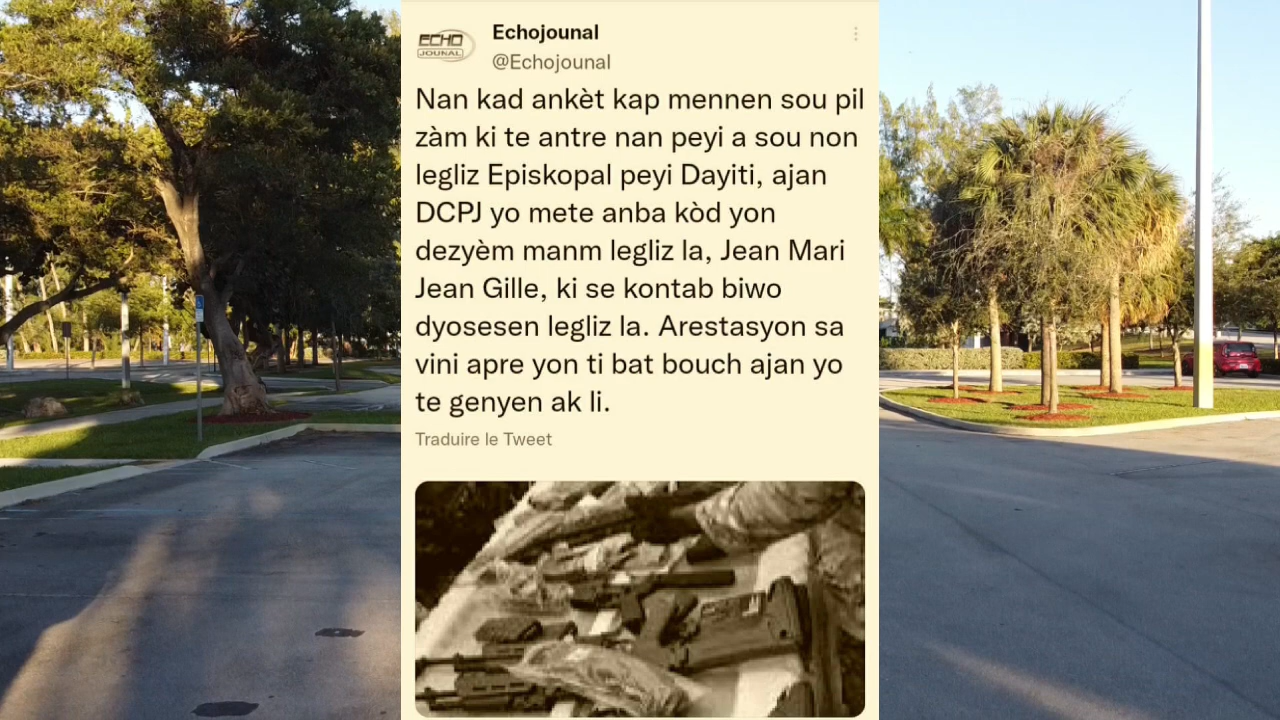 ECHO
JOUNAL
Echojounal
@Echojounal
Nan kad ankèt kap mennen sou pil
zàm ki te antre nan peyi a sou non
legliz Episkopal peyi Dayiti, ajan
DCPJ yo mete anba kòd yon
dezyèm manm legliz la, Jean Mari
Jean Gille, ki se kontab biwo
dyosesen legliz la. Arestasyon sa
vini apre yon ti bat bouch ajan yo
te genyen ak li.
Traduire le Tweet